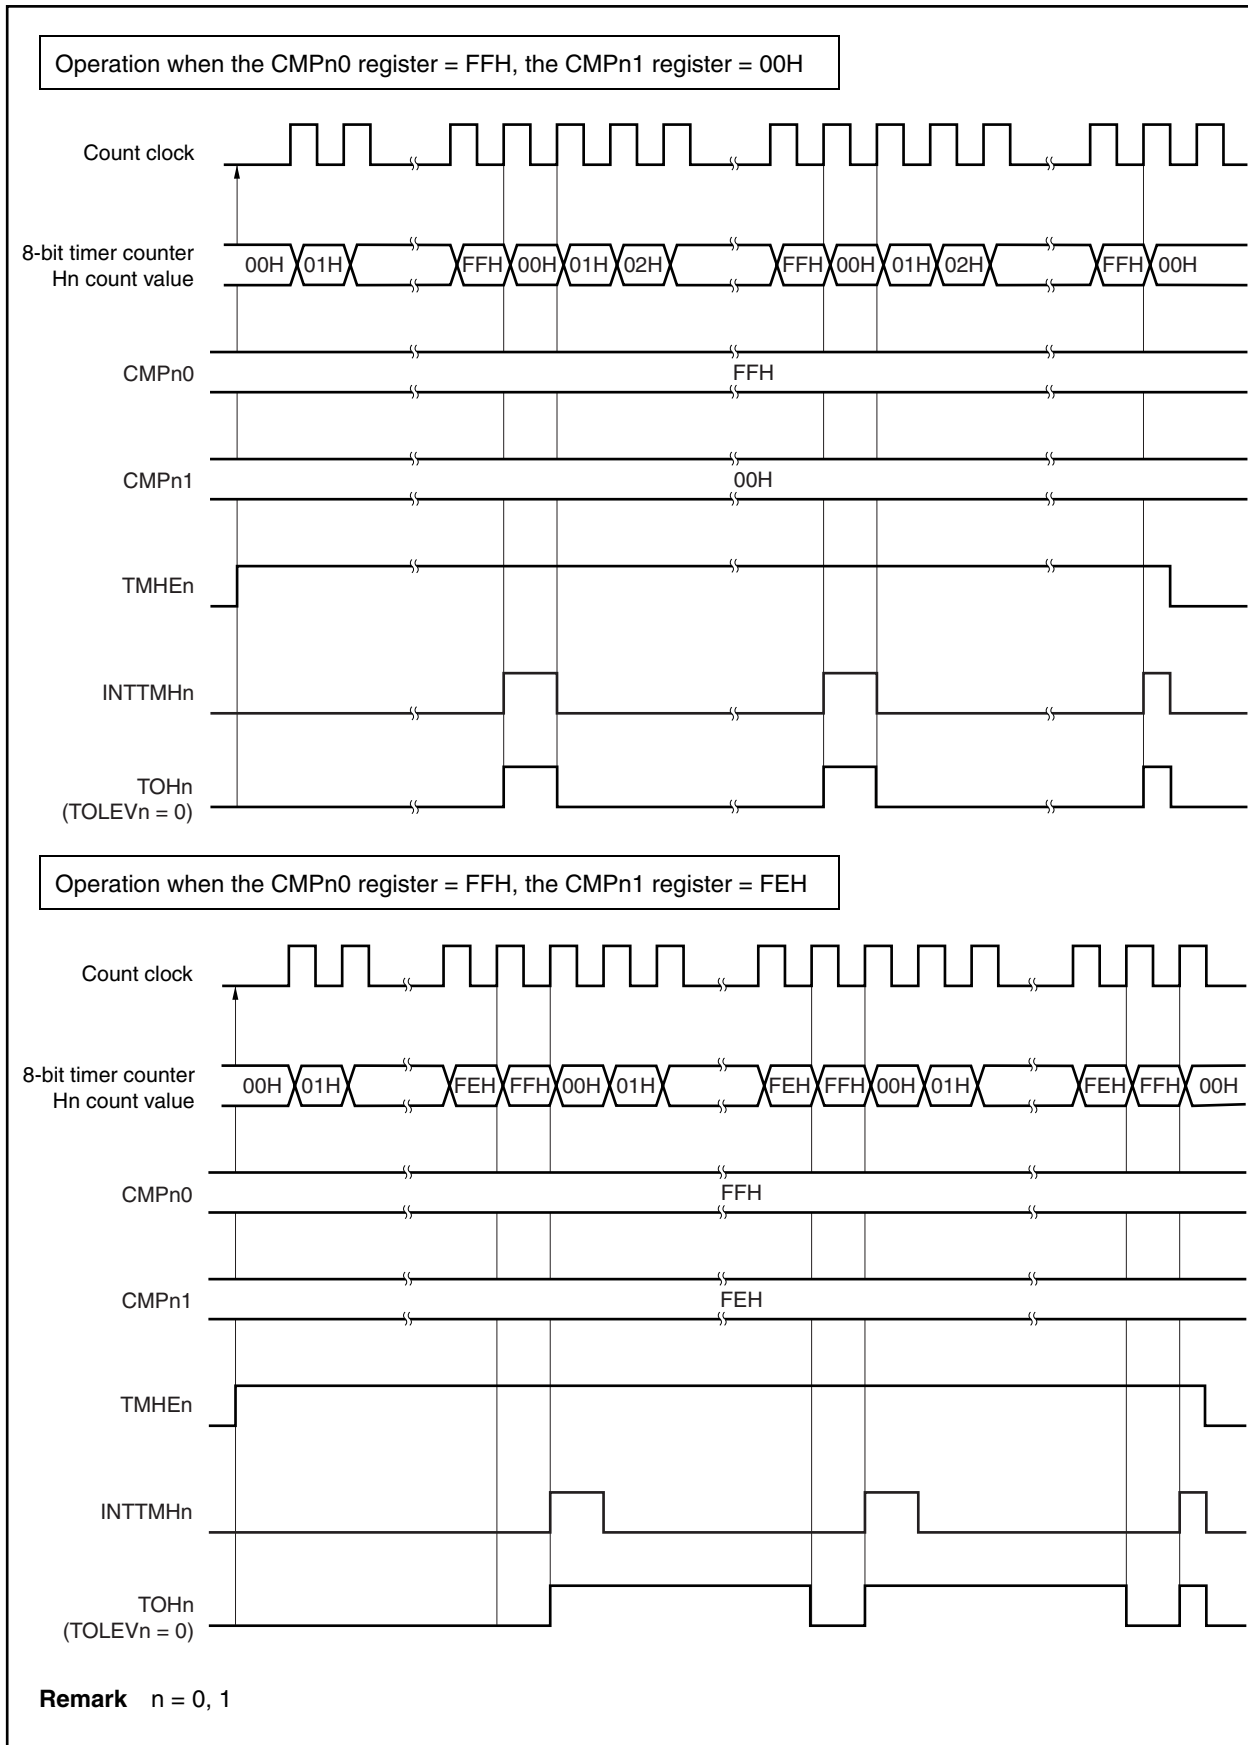 Operation when the CMPn0 register = FFH, the CMPn1 register = 00H
Count clock
8-bit timer counter
Hn count value
00H 01H FFH 00H 01H 02H FFH 00H 01H 02H FFH 00H
CMPn0
FFH
CMPn1
00H
TMHEn
INTTMHn
TOHn
(TOLEVn = 0)
Operation when the CMPn0 register = FFH, the CMPn1 register = FEH
Count clock
8-bit timer counter
Hn count value
00H 01H FEH FFH 00H 01H FEH FFH 00H 01H FEH FFH 00H
CMPn0
FFH
CMPn1
FEH
TMHEn
INTTMHn
TOHn
(TOLEVn = 0)
Remark n = 0, 1